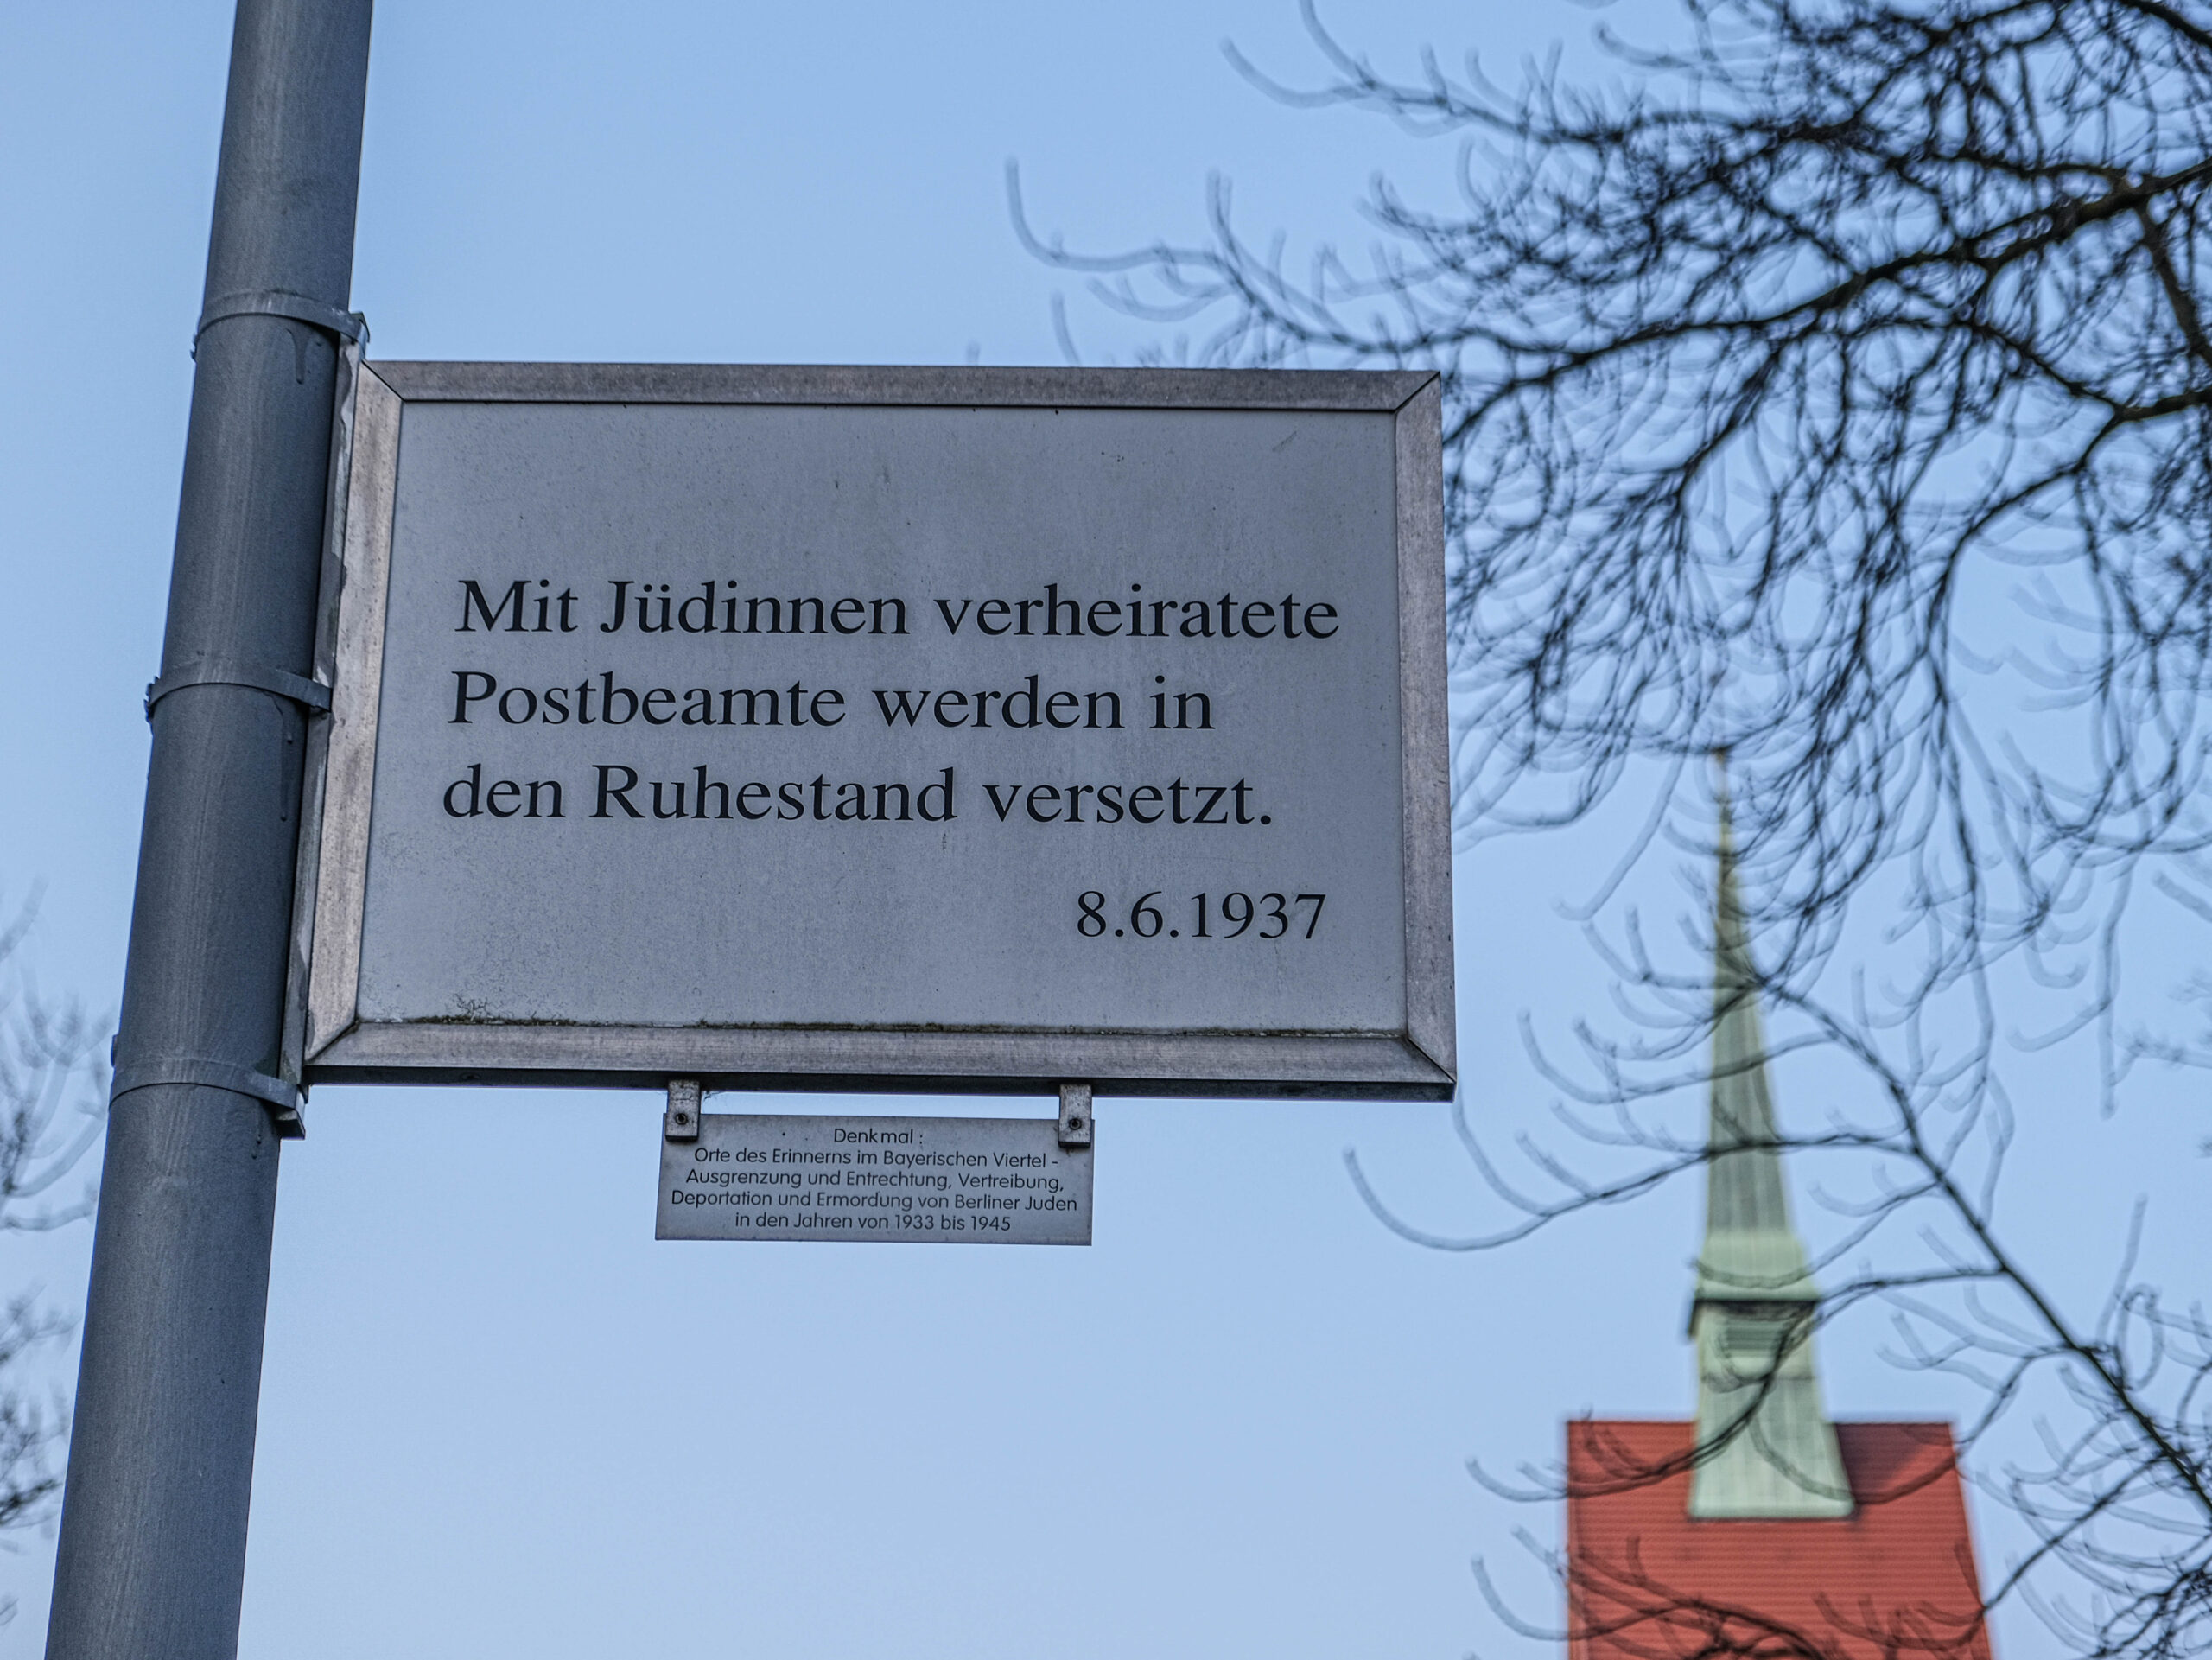 Mit Jüdinnen verheiratete
Postbeamte werden in
den Ruhestand versetzt.
8.6.1937
Denkmal:
Orte des Erinnerns im Bayerischen Viertel -
Ausgrenzung und Entrechtung, Vertreibung,
Deportation und Ermordung von Berliner Juden
in den Jahren von 1933 bis 1945